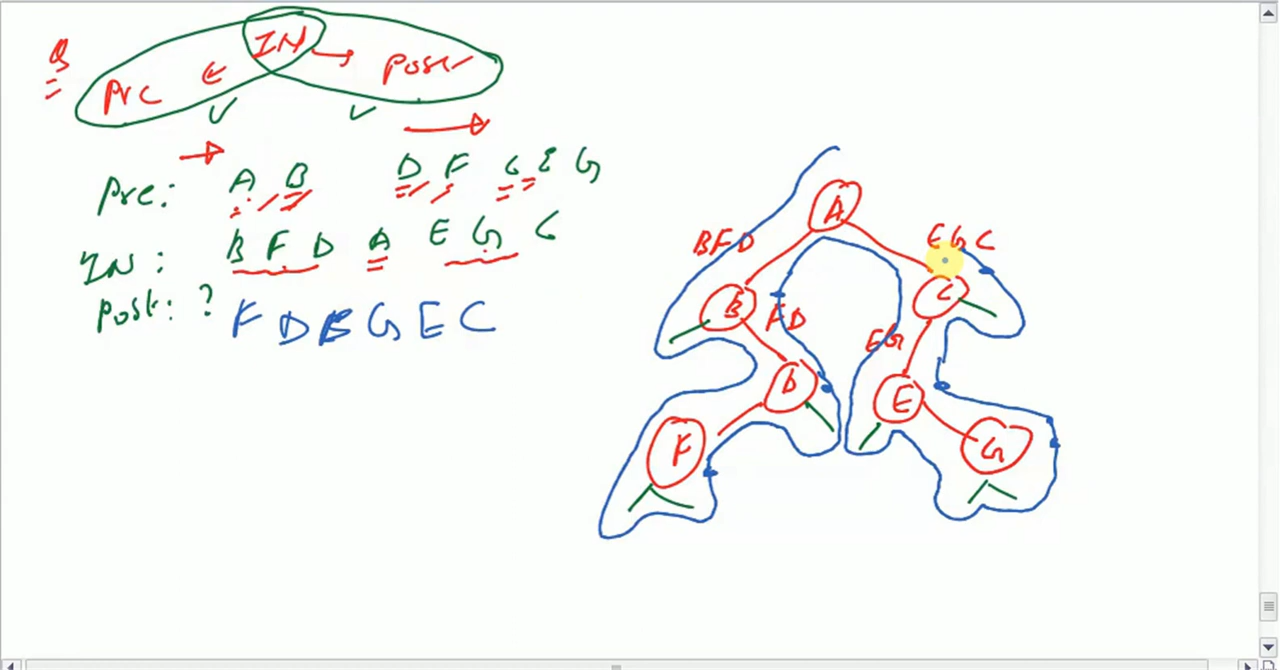 Q
Pre ← IN → Post
Pre: A B D F C E G
IN: B F D A E G C
Post: ? F D B G E C
A
BFD
EGC
B
C
FD
EG
D
E
F
G